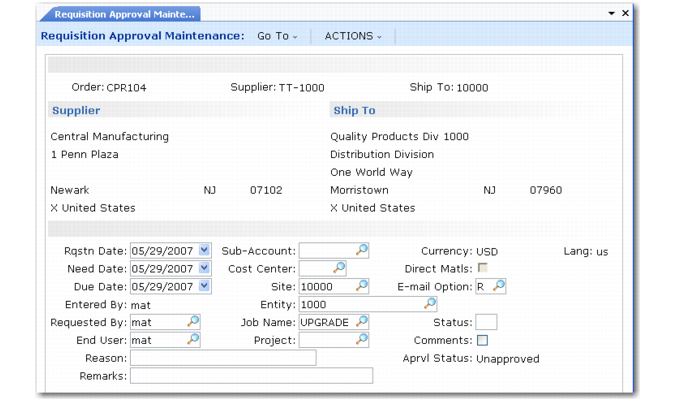 Requisition Approval Mainte...
Requisition Approval Maintenance: Go To ACTIONS
Order: CPR104 Supplier: TT-1000 Ship To: 10000
Supplier Ship To
Central Manufacturing Quality Products Div 1000
1 Penn Plaza Distribution Division
One World Way
Newark NJ 07102 Morristown NJ 07960
X United States X United States
Rqstn Date: 05/29/2007 Sub-Account: Currency: USD Lang: us
Need Date: 05/29/2007 Cost Center: Direct Matls:
Due Date: 05/29/2007 Site: 10000 E-mail Option: R
Entered By: mat Entity: 1000
Requested By: mat Job Name: UPGRADE Status:
End User: mat Project: Comments:
Reason: Aprvl Status: Unapproved
Remarks: